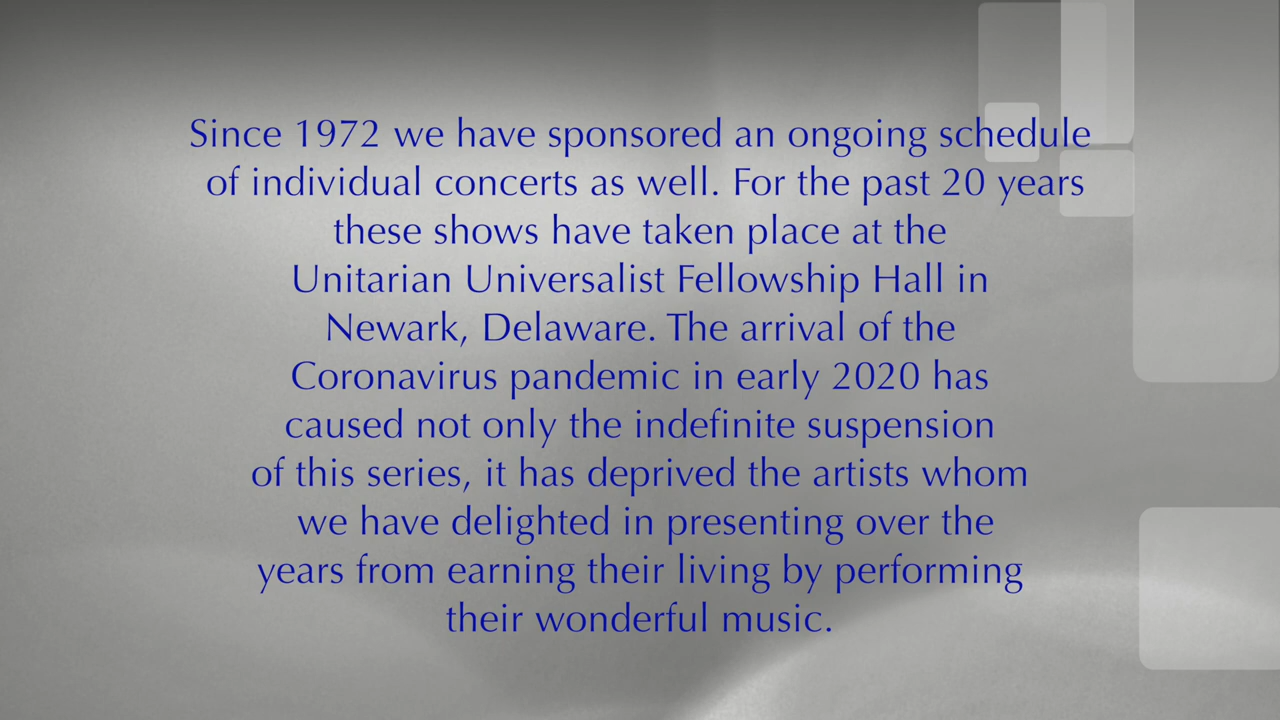 Since 1972 we have sponsored an ongoing schedule
of individual concerts as well. For the past 20 years
these shows have taken place at the
Unitarian Universalist Fellowship Hall in
Newark, Delaware. The arrival of the
Coronavirus pandemic in early 2020 has
caused not only the indefinite suspension
of this series, it has deprived the artists whom
we have delighted in presenting over the
years from earning their living by performing
their wonderful music.